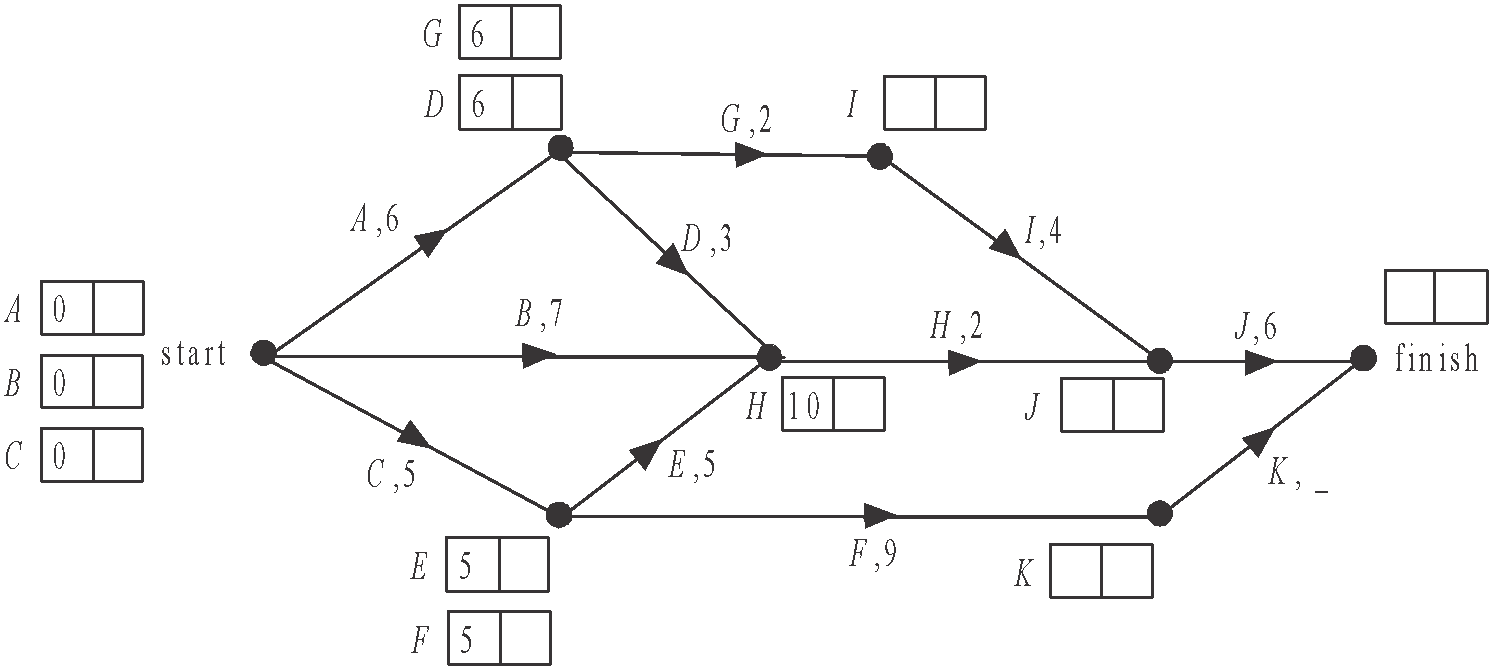 G 6
D 6
G,2
I
A,6
D,3
I,4
A 0
B,7
H,2
J,6
start
B 0
finish
H 10
J
C 0
C,5
E,5
K,_
F,9
E 5
K
F 5